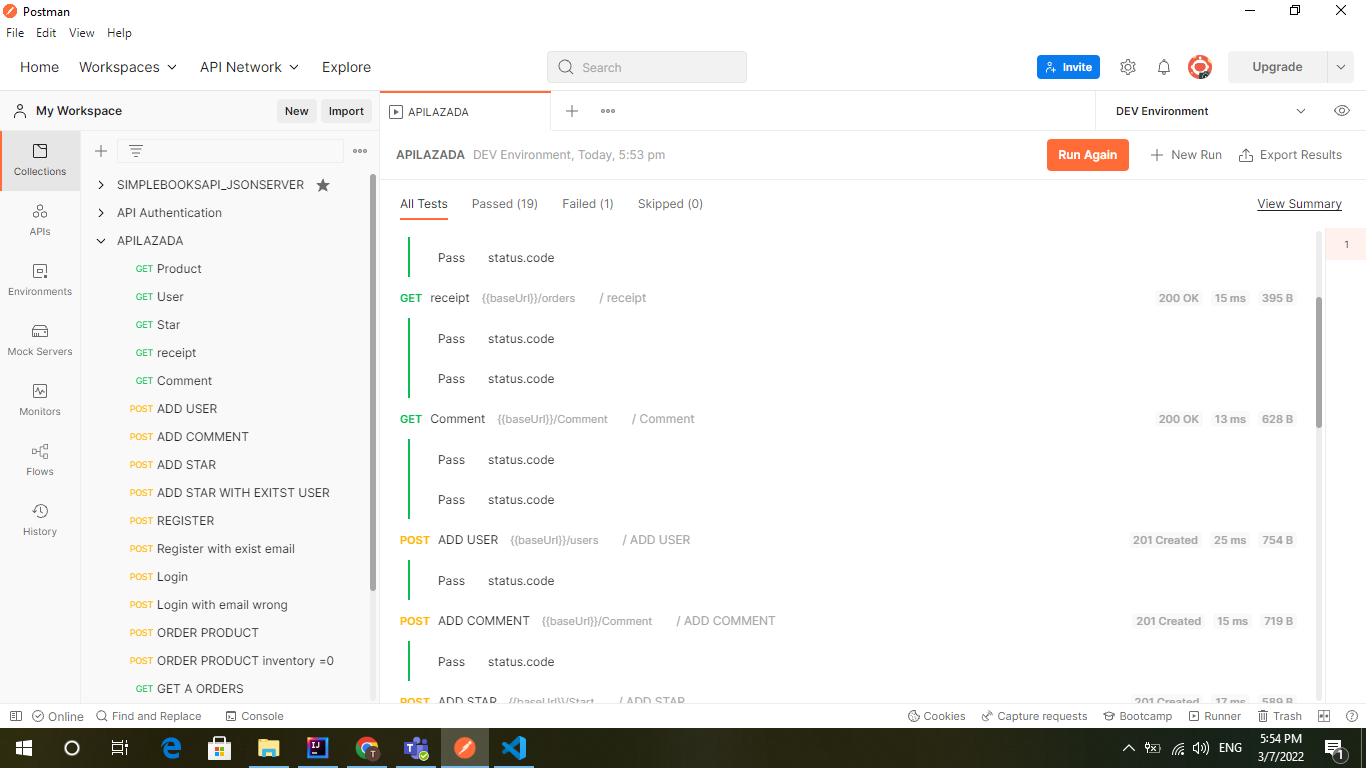 Postman
File Edit View Help
Home Workspaces API Network Explore
Search
Invite
Upgrade
My Workspace
New Import
APILAZADA
DEV Environment
Collections
APIs
Environments
Mock Servers
Monitors
Flows
History
SIMPLEBOOKSAPI_JSONSERVER
API Authentication
APILAZADA
GET Product
GET User
GET Star
GET receipt
GET Comment
POST ADD USER
POST ADD COMMENT
POST ADD STAR
POST ADD STAR WITH EXITST USER
POST REGISTER
POST Register with exist email
POST Login
POST Login with email wrong
POST ORDER PRODUCT
POST ORDER PRODUCT inventory =0
GET GET A ORDERS
APILAZADA DEV Environment, Today, 5:53 pm
Run Again New Run Export Results
All Tests Passed (19) Failed (1) Skipped (0) View Summary
1
Pass status.code
GET receipt {{baseUrl}}/orders / receipt 200 OK 15 ms 395 B
Pass status.code
Pass status.code
GET Comment {{baseUrl}}/Comment / Comment 200 OK 13 ms 628 B
Pass status.code
Pass status.code
POST ADD USER {{baseUrl}}/users / ADD USER 201 Created 25 ms 754 B
Pass status.code
POST ADD COMMENT {{baseUrl}}/Comment / ADD COMMENT 201 Created 15 ms 719 B
Pass status.code
POST ADD STAR {{baseUrl}}/Start / ADD STAR 201 Created 17 ms 589 B
Online Find and Replace Console Cookies Capture requests Bootcamp Runner Trash
ENG
5:54 PM
3/7/2022
1